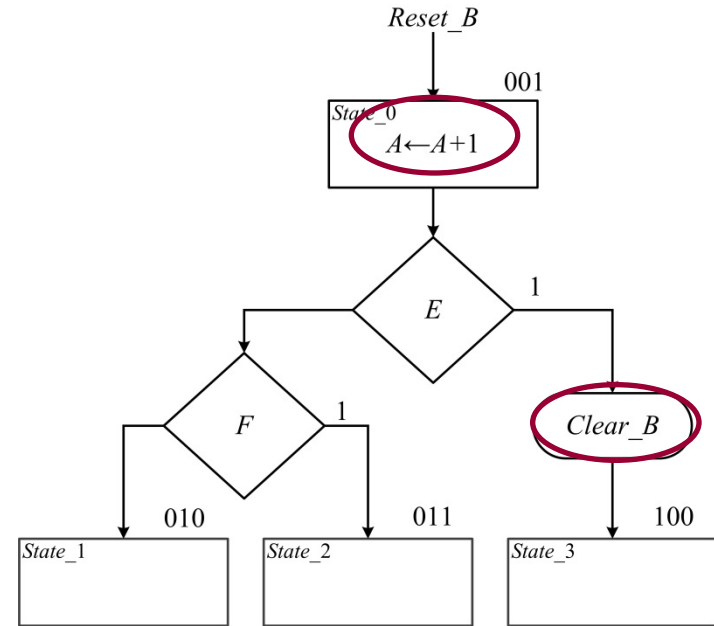 Reset_B
001
State_0
A←A+1
E
1
F
1
Clear_B
010
011
100
State_1
State_2
State_3